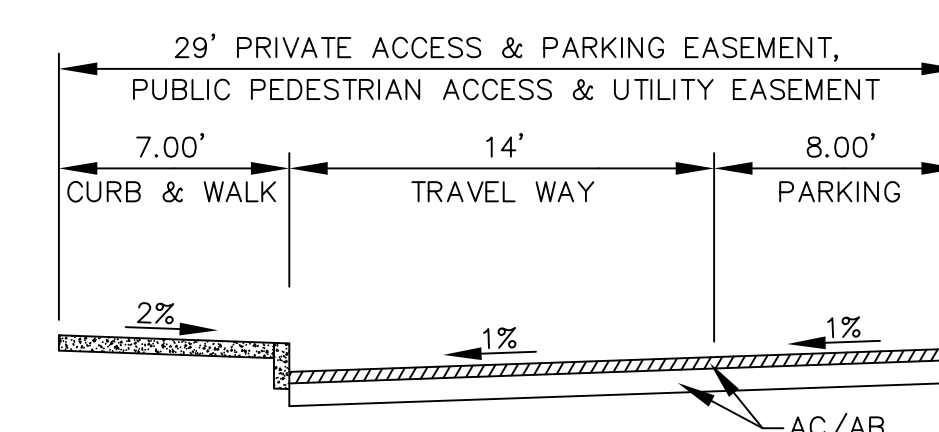 29' PRIVATE ACCESS & PARKING EASEMENT,
PUBLIC PEDESTRIAN ACCESS & UTILITY EASEMENT
7.00' 14' 8.00'
CURB & WALK TRAVEL WAY PARKING
2% 1% 1%
AC/AB